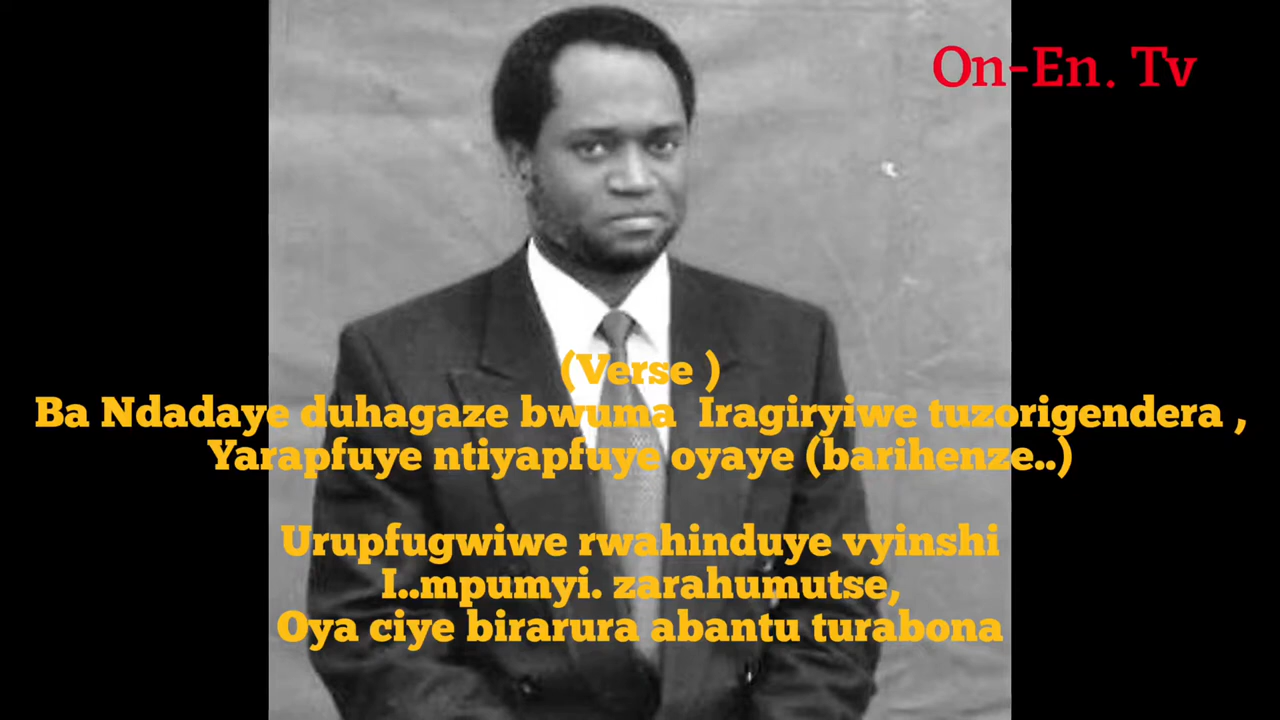 On-En. Tv
(Verse )
Ba Ndadaye duhagaze bwuma Iragiryiwe tuzorigendera ,
Yarapfuye ntiyapfuye oyaye (barihenze..)
Urupfugwiwe rwahinduye vyinshi
I..mpumyi. zarahumutse,
Oya ciye birarura abantu turabona